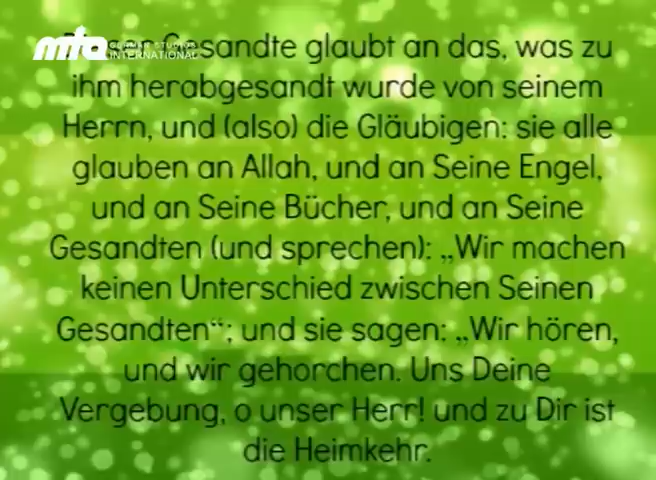 mta GERMAN STUDIOS
INTERNATIONAL
Gesandte glaubt an das, was zu
ihm herabgesandt wurde von seinem
Herrn, und (also) die Gläubigen: sie alle
glauben an Allah, und an Seine Engel,
und an Seine Bücher, und an Seine
Gesandten (und sprechen): „Wir machen
keinen Unterschied zwischen Seinen
Gesandten“; und sie sagen: „Wir hören,
und wir gehorchen. Uns Deine
Vergebung, o unser Herr! und zu Dir ist
die Heimkehr.